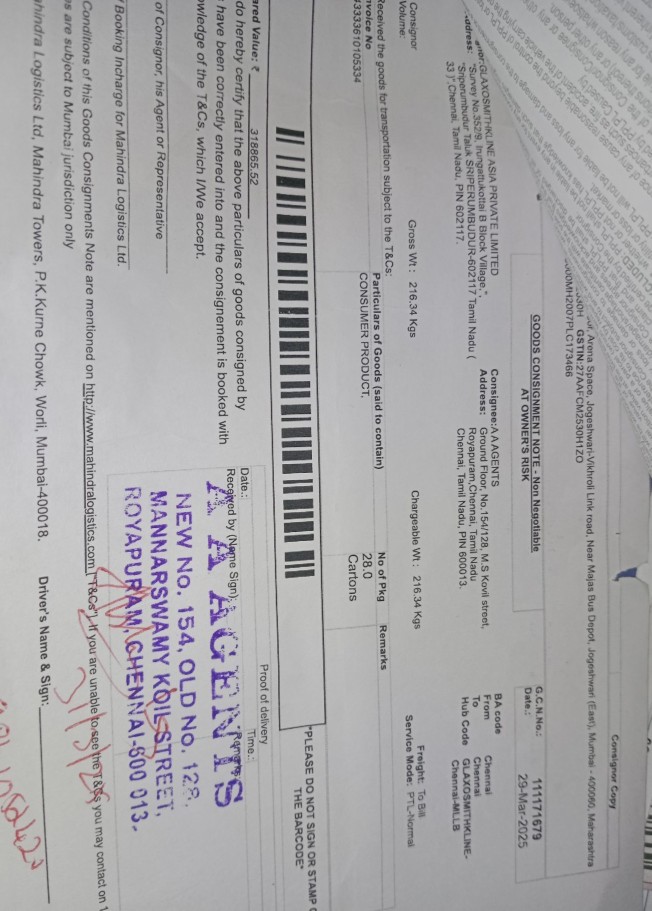 Consignor Copy
Arena Space, Jogeshwari-Vikhroli Link road, Near Majas Bus Depot, Jogeshwari (East), Mumbai - 400060, Maharashtra
GSTIN:27AAFCM2530H1ZO
MH2007PLC173466
GOODS CONSIGNMENT NOTE - Non Negotiable
AT OWNER'S RISK
G.C.N.No.: 111171679
Date.: 29-Mar-2025
GLAXOSMITHKLINE ASIA PRIVATE LIMITED
"Survey No.352/9, Irungattukottai B Block Village,",
"Sriperumbudur Taluk SRIPERUMBUDUR-602117 Tamil Nadu (
33 )",Chennai, Tamil Nadu, PIN 602117.
Consignee:A A AGENTS
Address: Ground Floor, No.154/128, M.S Kovil street,
Royapuram,Chennai, Tamil Nadu
Chennai, Tamil Nadu, PIN 600013.
BA code
From Chennai
To Chennai
Hub Code GLAXOSMITHKLINE-
Chennai-MLLB
Consignor
Volume:
Gross Wt : 216.34 Kgs
Chargeable Wt : 216.34 Kgs
Freight: To Bill
Service Mode: PTL-Normal
Received the goods for transportation subject to the T&Cs:
Invoice No Particulars of Goods (said to contain) No of Pkg Remarks
43333610105334 CONSUMER PRODUCT, 28.0
Cartons
"PLEASE DO NOT SIGN OR STAMP
THE BARCODE"
ared Value: ₹ 318865.52
do hereby certify that the above particulars of goods consigned by
have been correctly entered into and the consignement is booked with
wledge of the T&Cs, which I/We accept.
of Consignor, his Agent or Representative
Proof of delivery
Date.: Time.:
Received by (Name Sign):
A A AGENTS
NEW No. 154, OLD No. 128,
MANNARSWAMY KOIL STREET,
ROYAPURAM, CHENNAI-600 013.
Booking Incharge for Mahindra Logistics Ltd.
Conditions of this Goods Consignments Note are mentioned on http://www.mahindralogistics.com ("T&Cs"). If you are unable to see the T&Cs you may contact on
s are subject to Mumbai jurisdiction only
ahindra Logistics Ltd, Mahindra Towers, P.K.Kurne Chowk, Worli, Mumbai-400018. Driver's Name & Sign: